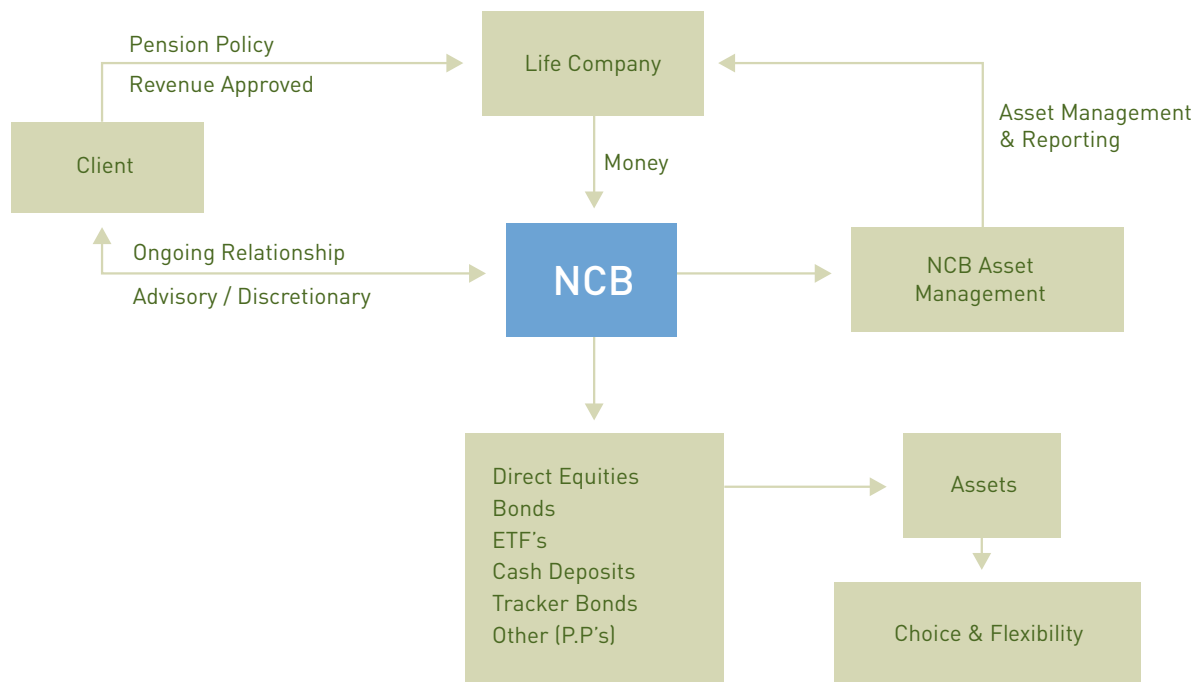 Pension Policy
Revenue Approved
Life Company
Asset Management
& Reporting
Client
Money
Ongoing Relationship
Advisory / Discretionary
NCB
NCB Asset
Management
Direct Equities
Bonds
ETF's
Cash Deposits
Tracker Bonds
Other (P.P's)
Assets
Choice & Flexibility